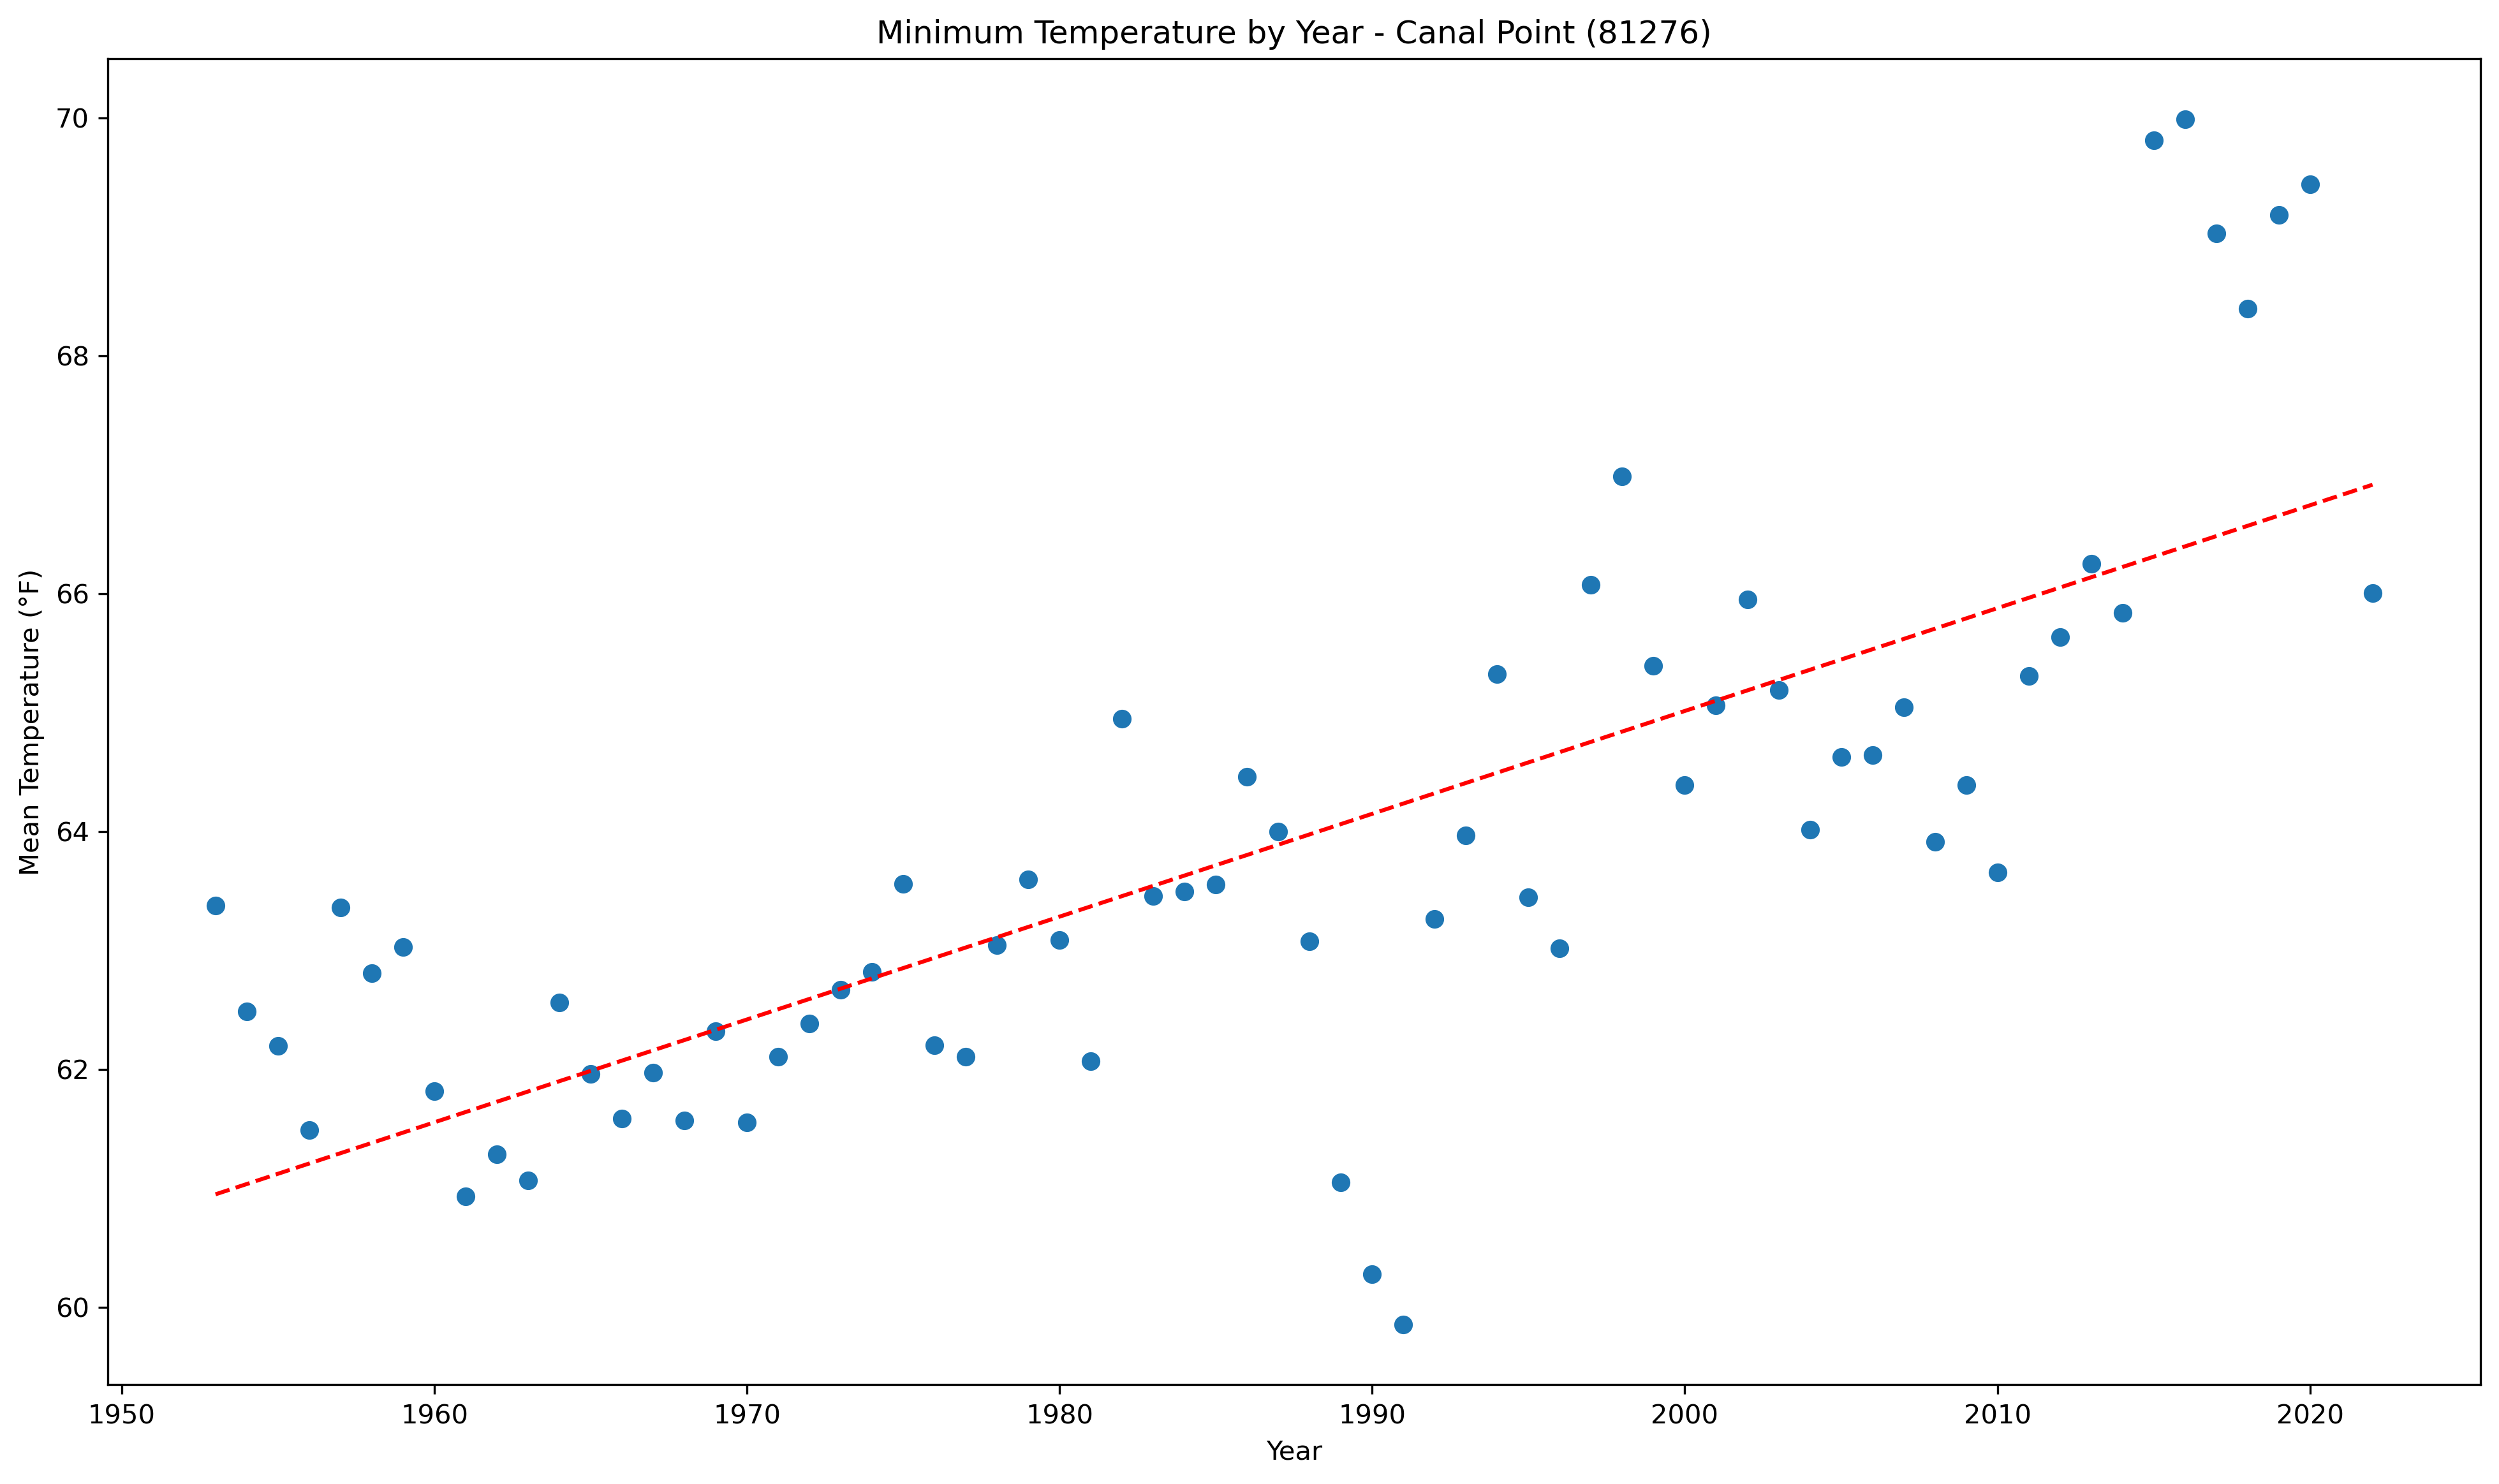 Minimum Temperature by Year - Canal Point (81276)
Mean Temperature (°F)
70
68
66
64
62
60
1950 1960 1970 1980 1990 2000 2010 2020
Year